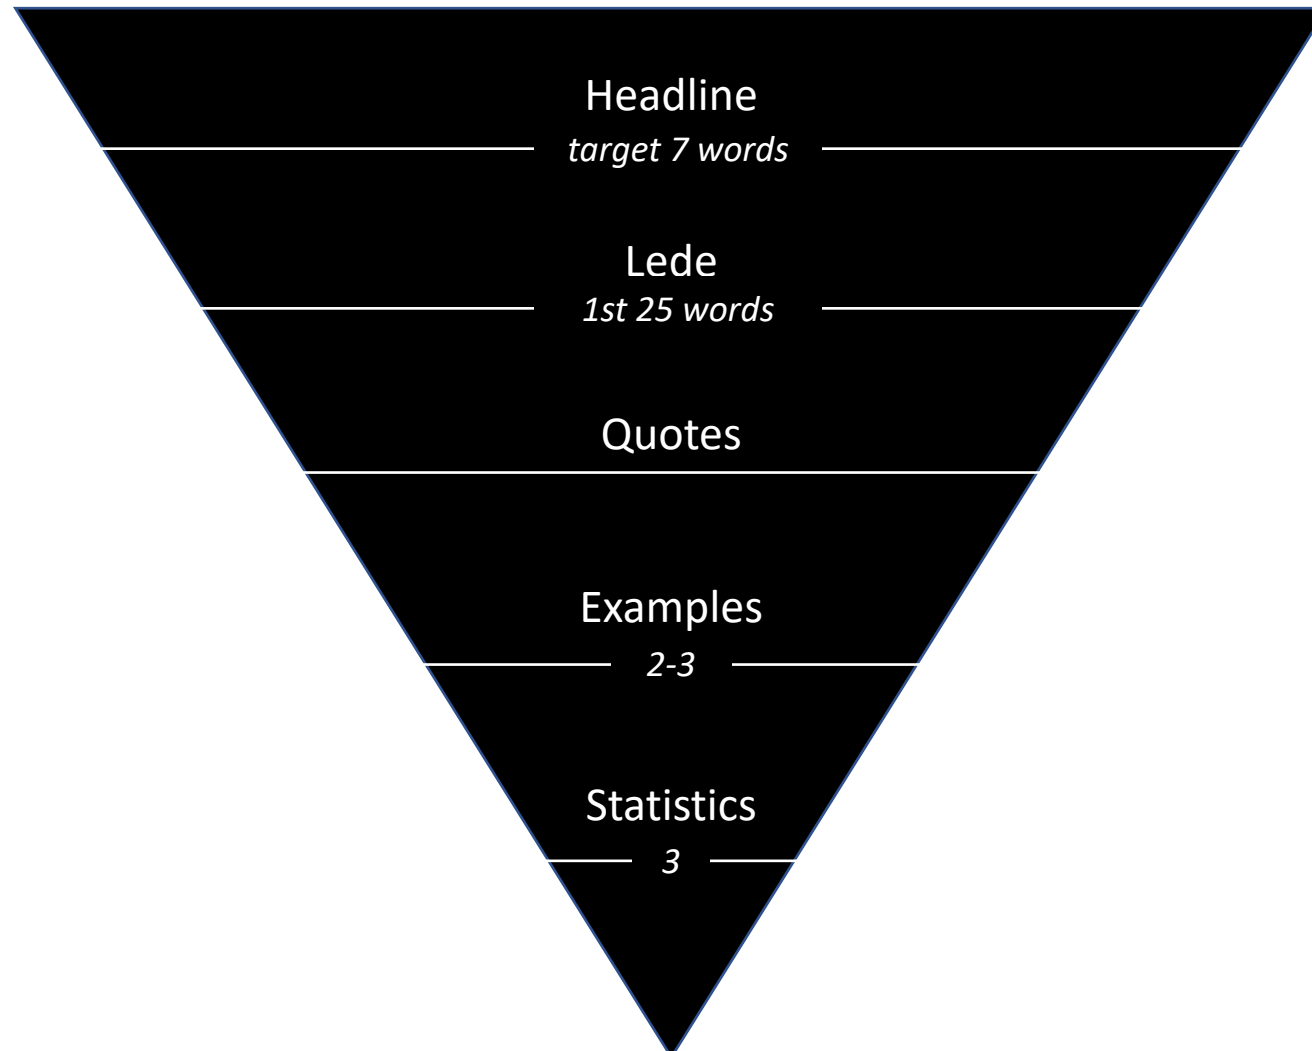 Headline
target 7 words
Lede
1st 25 words
Quotes
Examples
2-3
Statistics
3